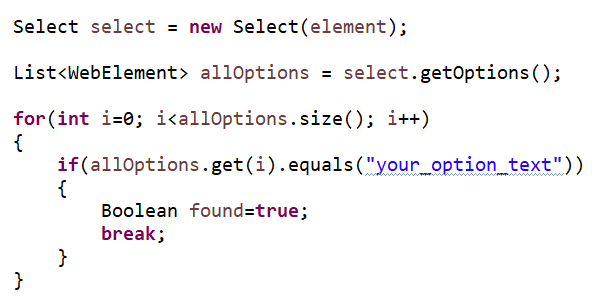 Select select = new Select(element);
List<WebElement> allOptions = select.getOptions();
for(int i=0; i<allOptions.size(); i++)
{
    if(allOptions.get(i).equals("your_option_text"))
    {
        Boolean found=true;
        break;
    }
}